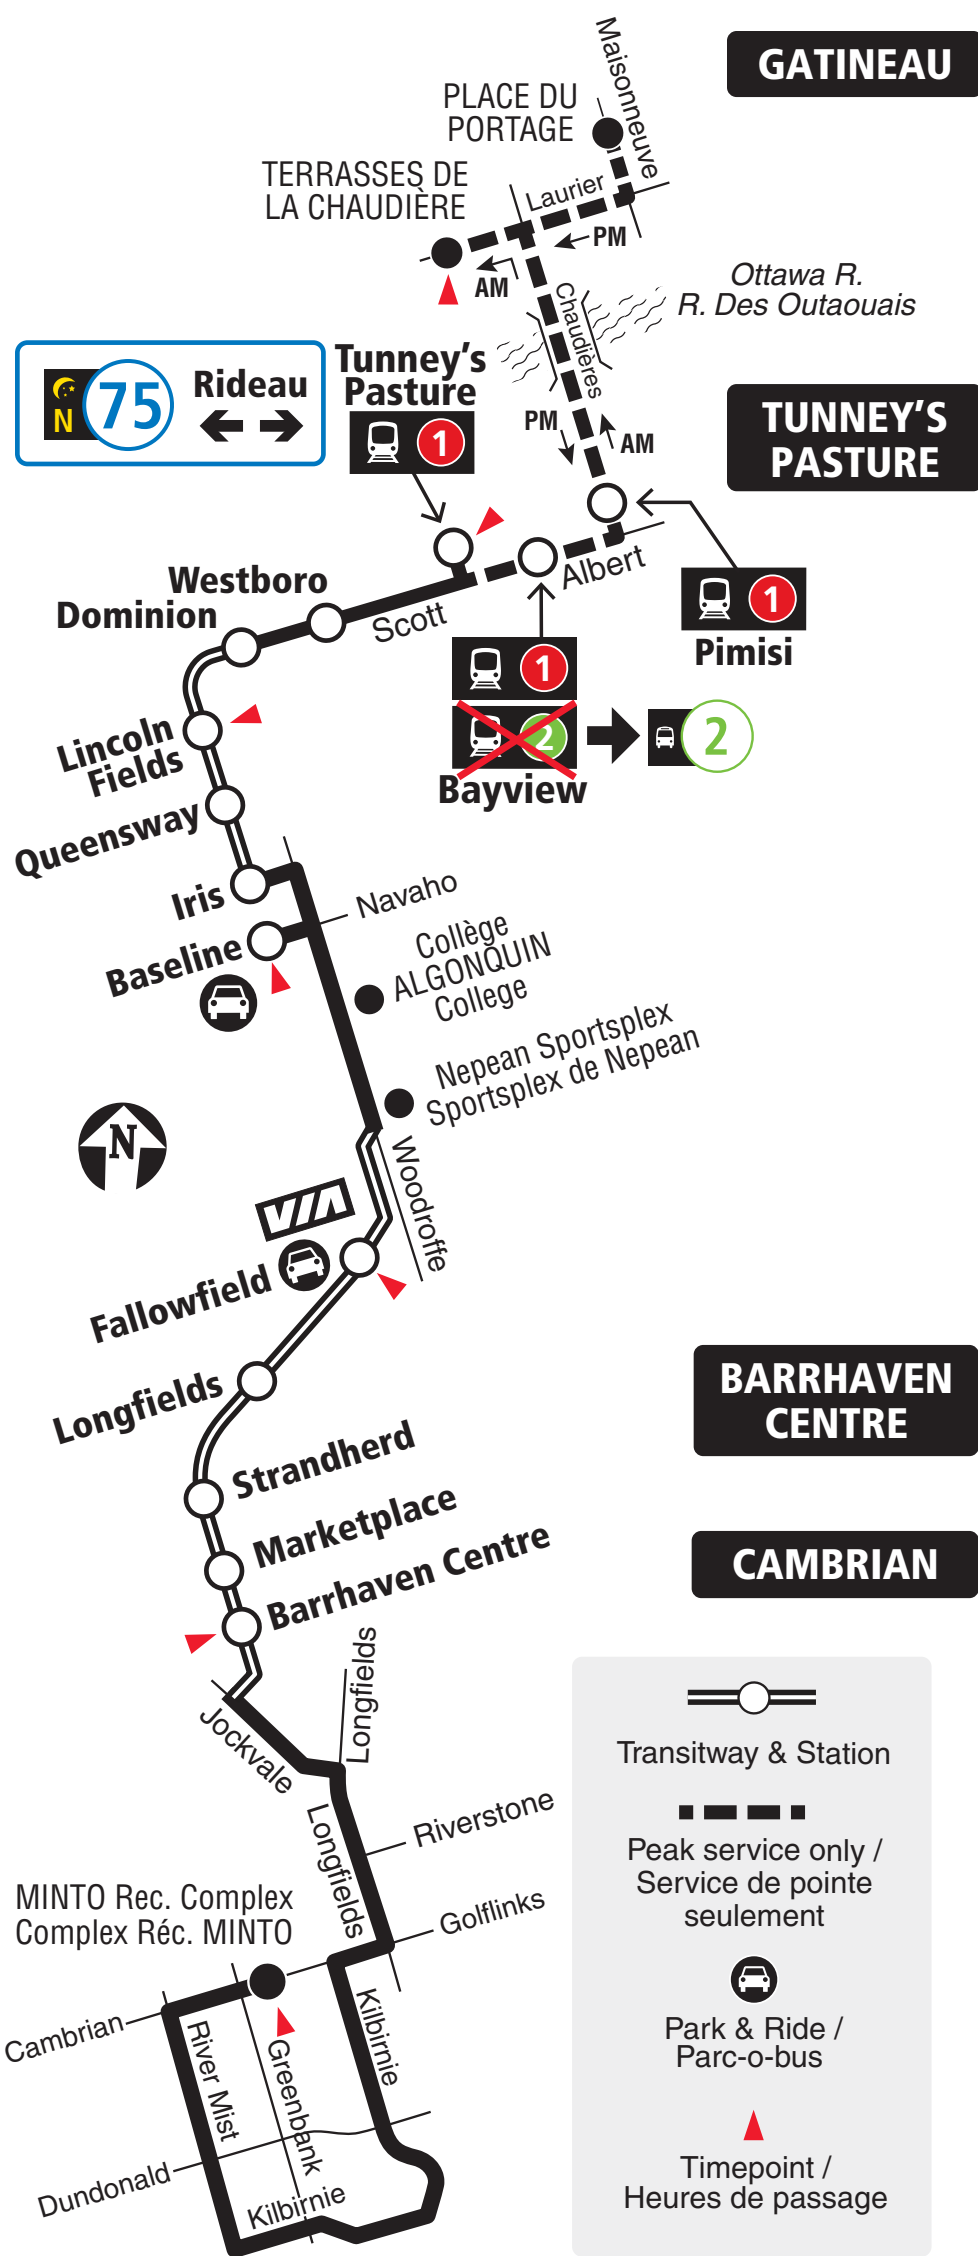 GATINEAU
Maisonneuve
PLACE DU
PORTAGE
TERRASSES DE
LA CHAUDIÈRE
Laurier
PM
AM
Ottawa R.
R. Des Outaouais
Chaudières
N
75
Rideau
Tunney's
Pasture
1
PM
AM
TUNNEY'S
PASTURE
Westboro
Dominion
Scott
Albert
1
Pimisi
1
2
2
Bayview
Lincoln
Fields
Queensway
Iris
Navaho
Baseline
Collège
ALGONQUIN
College
Nepean Sportsplex
Sportsplex de Nepean
N
Woodroffe
VIA
Fallowfield
Longfields
BARRHAVEN
CENTRE
Strandherd
Marketplace
Barrhaven Centre
CAMBRIAN
Longfields
Jockvale
Longfields
Riverstone
Golflinks
MINTO Rec. Complex
Complex Réc. MINTO
Cambrian
River Mist
Greenbank
Kilbirnie
Dundonald
Kilbirnie
Transitway & Station
Peak service only /
Service de pointe
seulement
Park & Ride /
Parc-o-bus
Timepoint /
Heures de passage